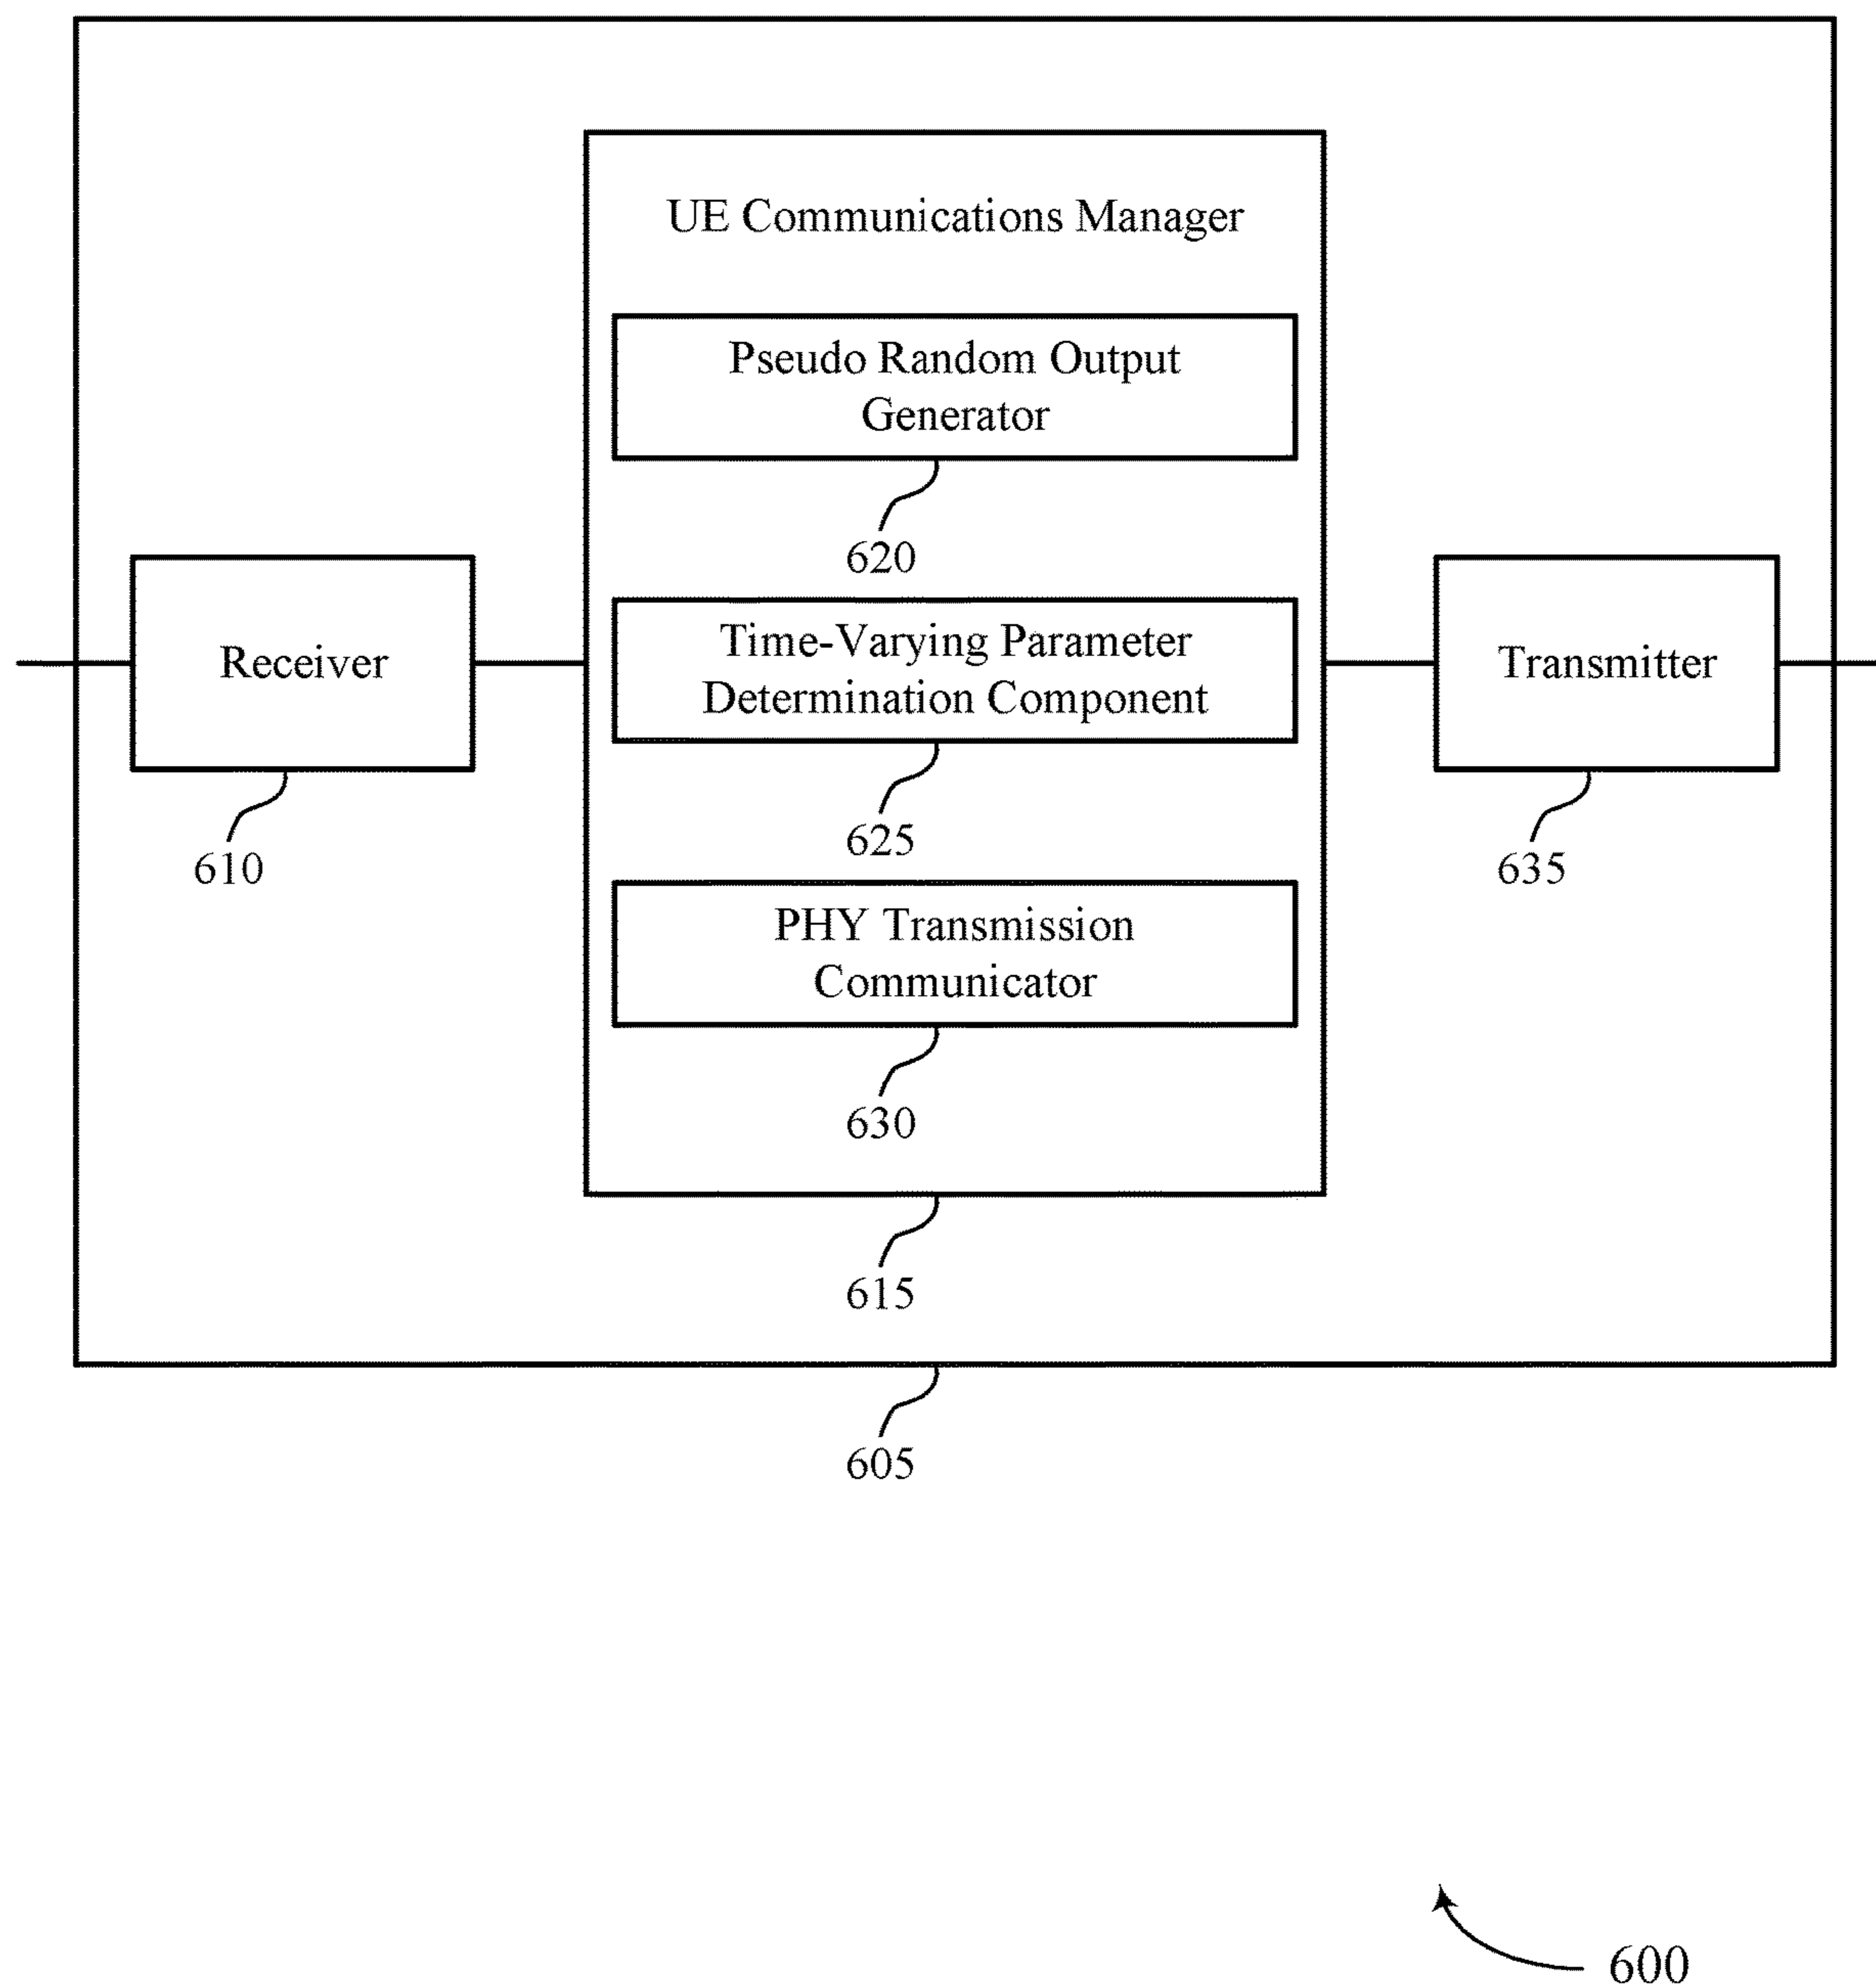 UE Communications Manager
Pseudo Random Output
Generator
620
Receiver
610
Time-Varying Parameter
Determination Component
625
Transmitter
635
PHY Transmission
Communicator
630
615
605
600